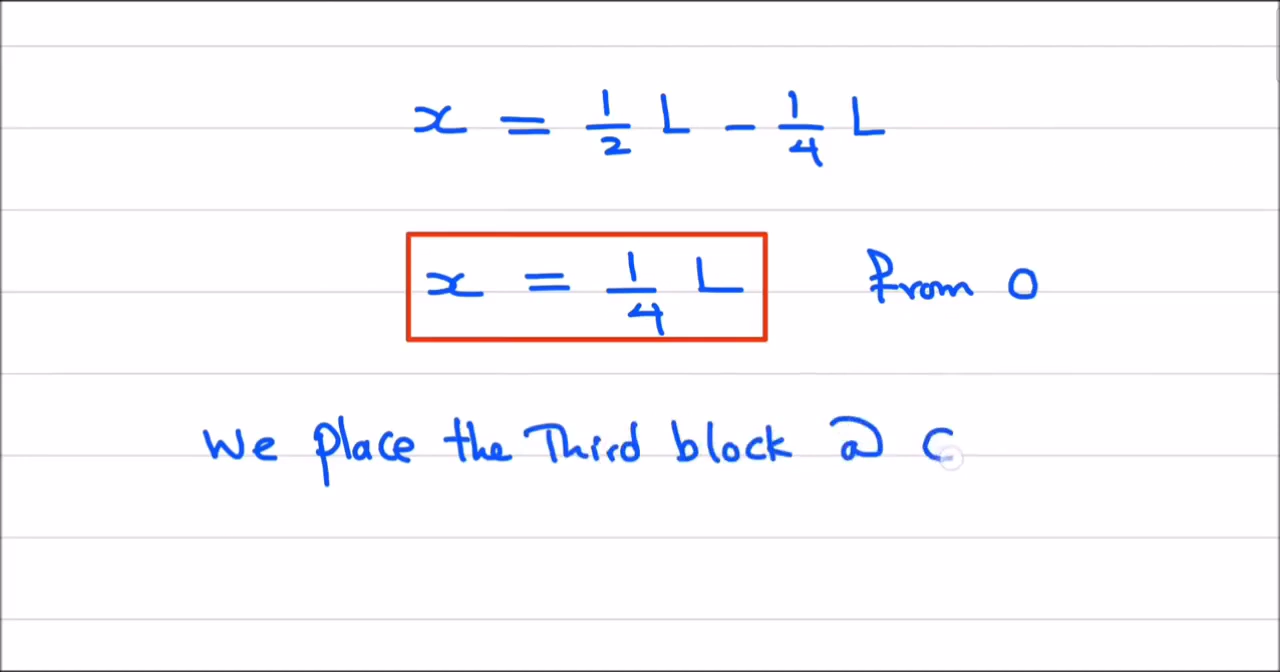 x = 1/2 L - 1/4 L
x = 1/4 L From O
We place the Third block @ C